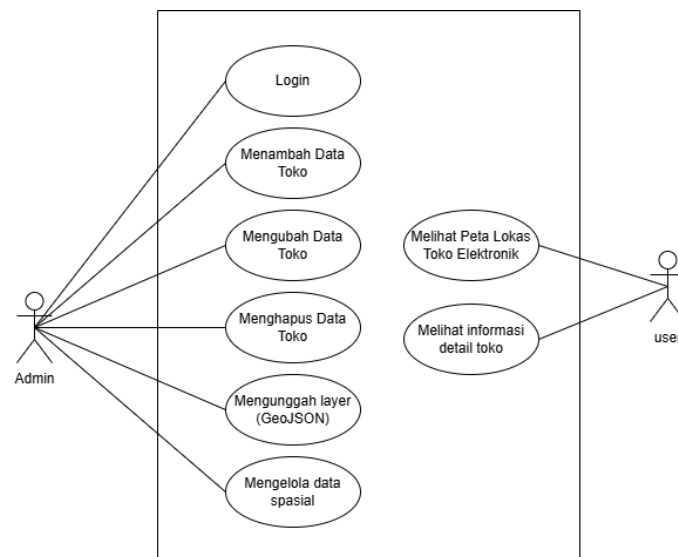 Login
Menambah Data
Toko
Mengubah Data
Toko
Menghapus Data
Toko
Mengunggah layer
(GeoJSON)
Mengelola data
spasial
Admin
Melihat Peta Lokas
Toko Elektronik
Melihat informasi
detail toko
user